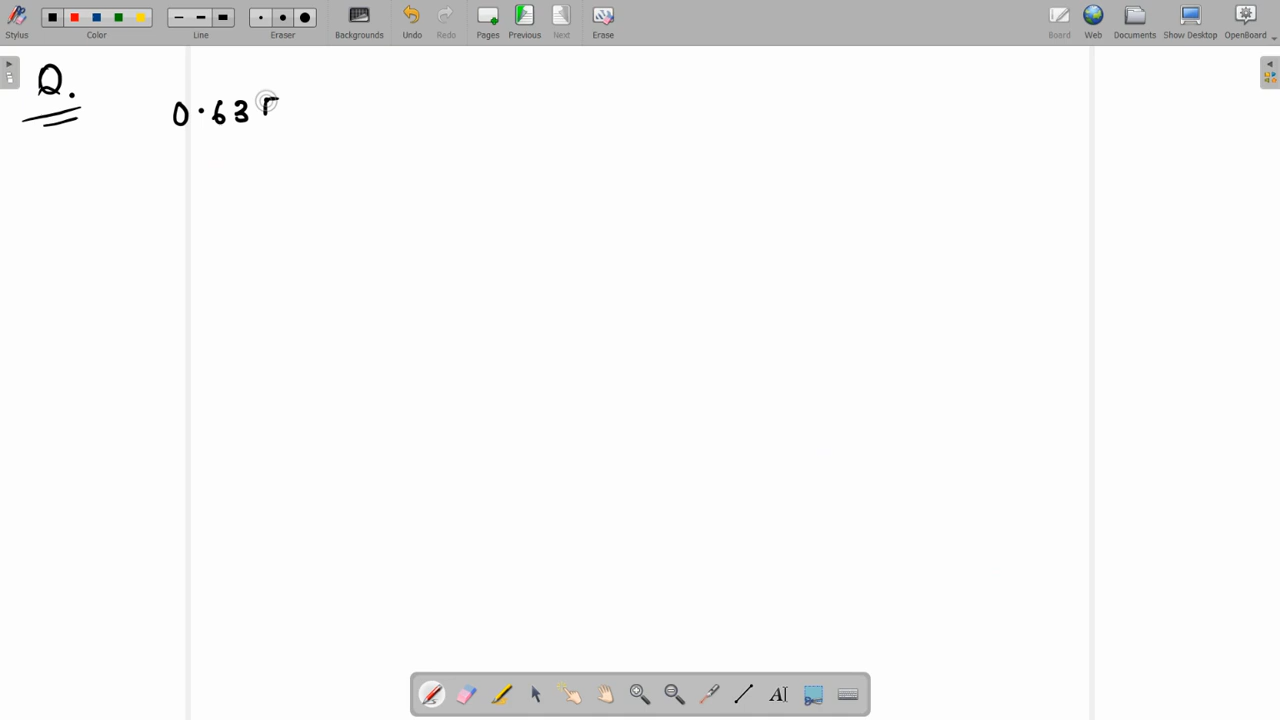 Stylus Color Line Eraser Backgrounds Undo Redo Pages Previous Next Erase Board Web Documents Show Desktop OpenBoard
Q.
0.63